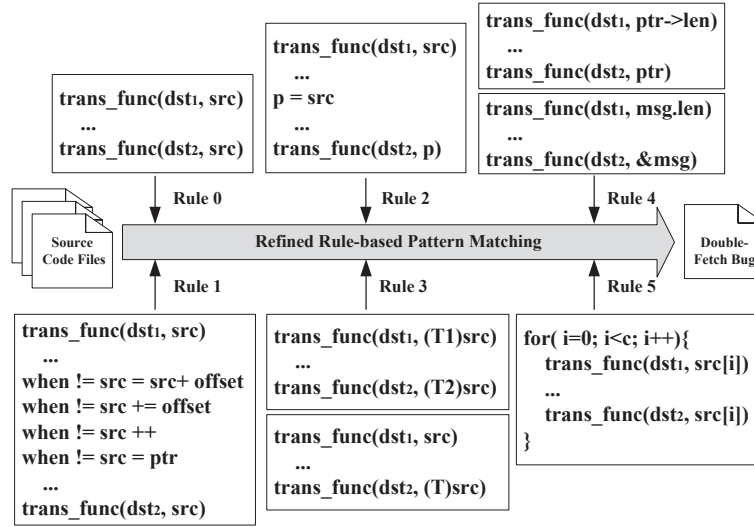 trans_func(dst1, src)
...
trans_func(dst2, src)
trans_func(dst1, src)
...
p = src
...
trans_func(dst2, p)
trans_func(dst1, ptr->len)
...
trans_func(dst2, ptr)
trans_func(dst1, msg.len)
...
trans_func(dst2, &msg)
Rule 0
Rule 2
Rule 4
Source
Code Files
Refined Rule-based Pattern Matching
Double-
Fetch Bug
Rule 1
Rule 3
Rule 5
trans_func(dst1, src)
...
when != src = src+ offset
when != src += offset
when != src ++
when != src = ptr
...
trans_func(dst2, src)
trans_func(dst1, (T1)src)
...
trans_func(dst2, (T2)src)
trans_func(dst1, src)
...
trans_func(dst2, (T)src)
for( i=0; i<c; i++){
trans_func(dst1, src[i])
...
trans_func(dst2, src[i])
}